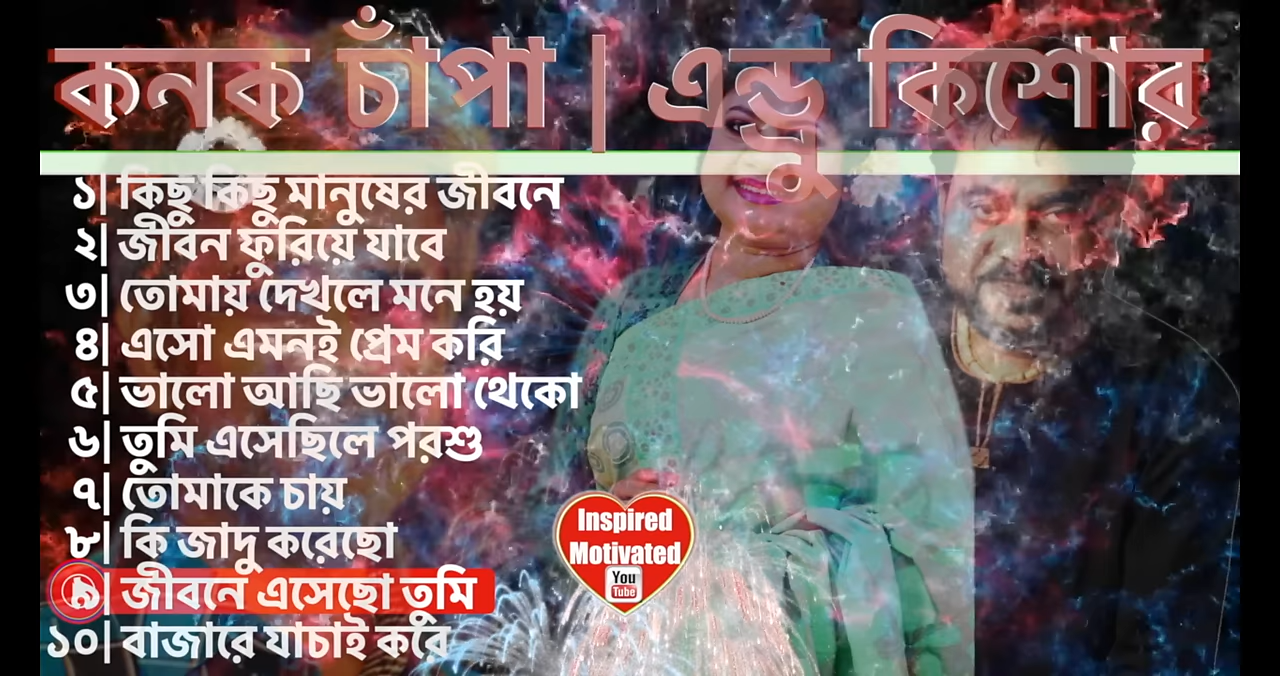 কনক চাঁপা | এন্ড্রু কিশোর
১| কিছু কিছু মানুষের জীবনে
২| জীবন ফুরিয়ে যাবে
৩| তোমায় দেখলে মনে হয়
৪| এসো এমনই প্রেম করি
৫| ভালো আছি ভালো থেকো
৬| তুমি এসেছিলে পরশু
৭| তোমাকে চায়
৮| কি জাদু করেছো
৯| জীবনে এসেছো তুমি
১০| বাজারে যাচাই করে
Inspired
Motivated
You
Tube